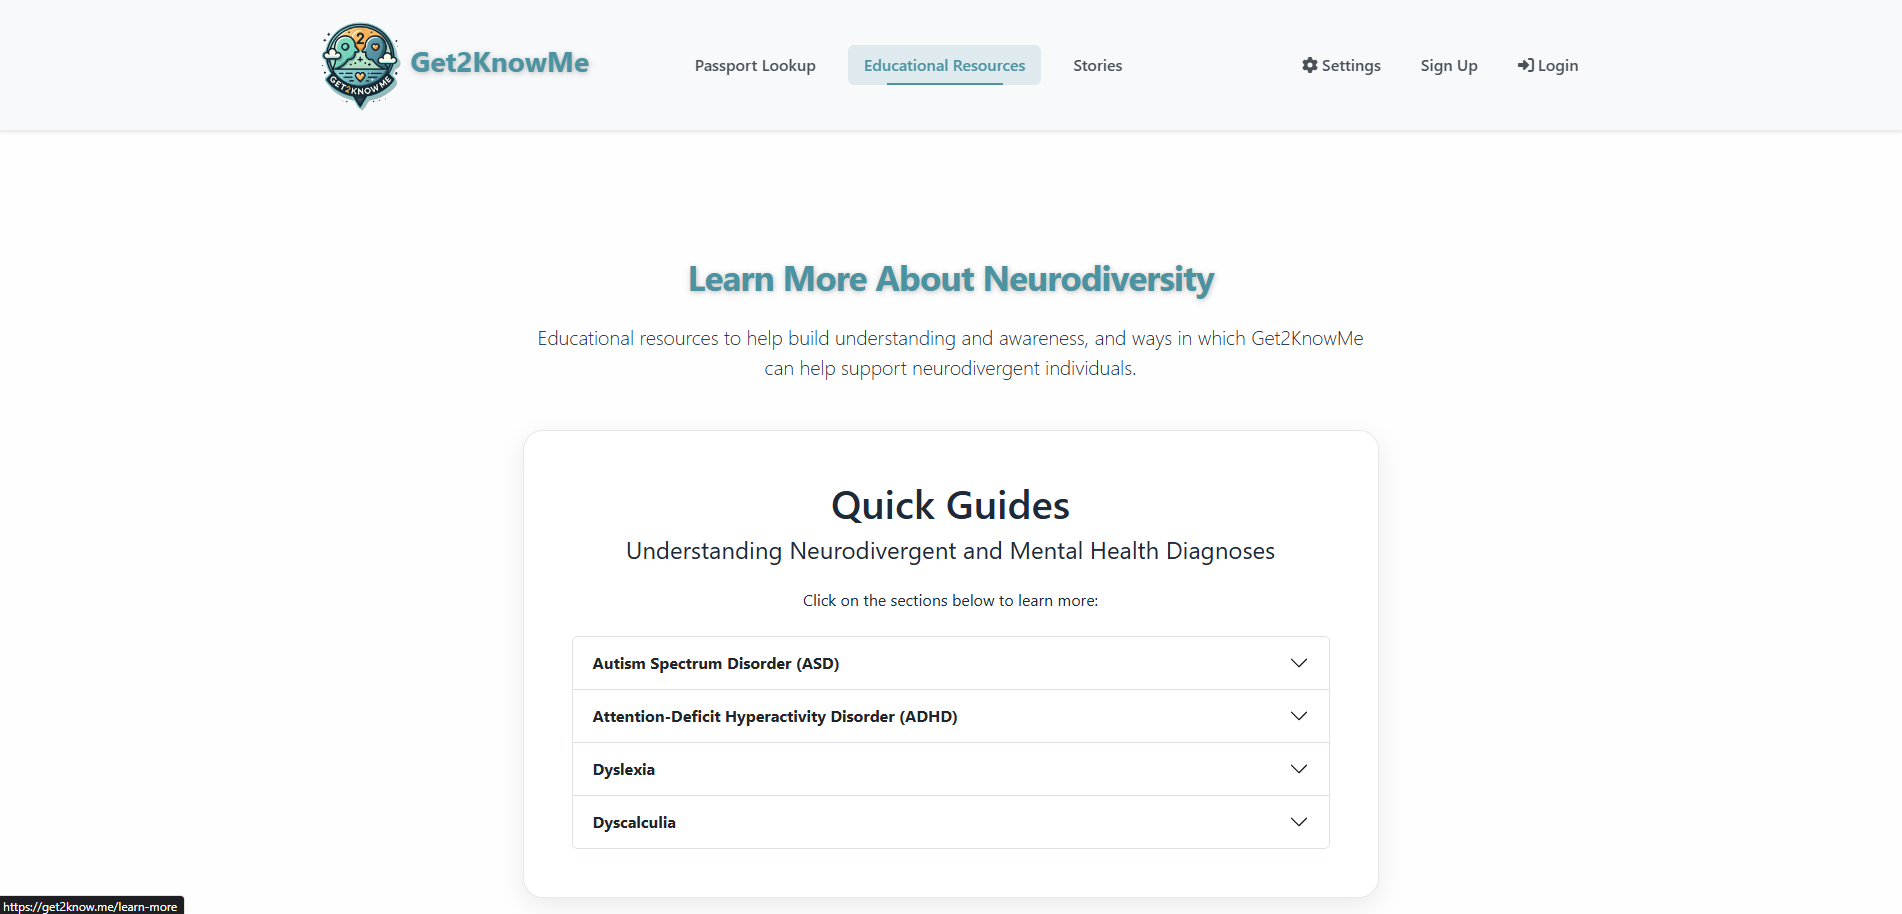 2
GET2KNOW ME
Get2KnowMe
Passport Lookup
Educational Resources
Stories
Settings
Sign Up
Login
Learn More About Neurodiversity
Educational resources to help build understanding and awareness, and ways in which Get2KnowMe
can help support neurodivergent individuals.
Quick Guides
Understanding Neurodivergent and Mental Health Diagnoses
Click on the sections below to learn more:
Autism Spectrum Disorder (ASD)
Attention-Deficit Hyperactivity Disorder (ADHD)
Dyslexia
Dyscalculia
https://get2know.me/learn-more